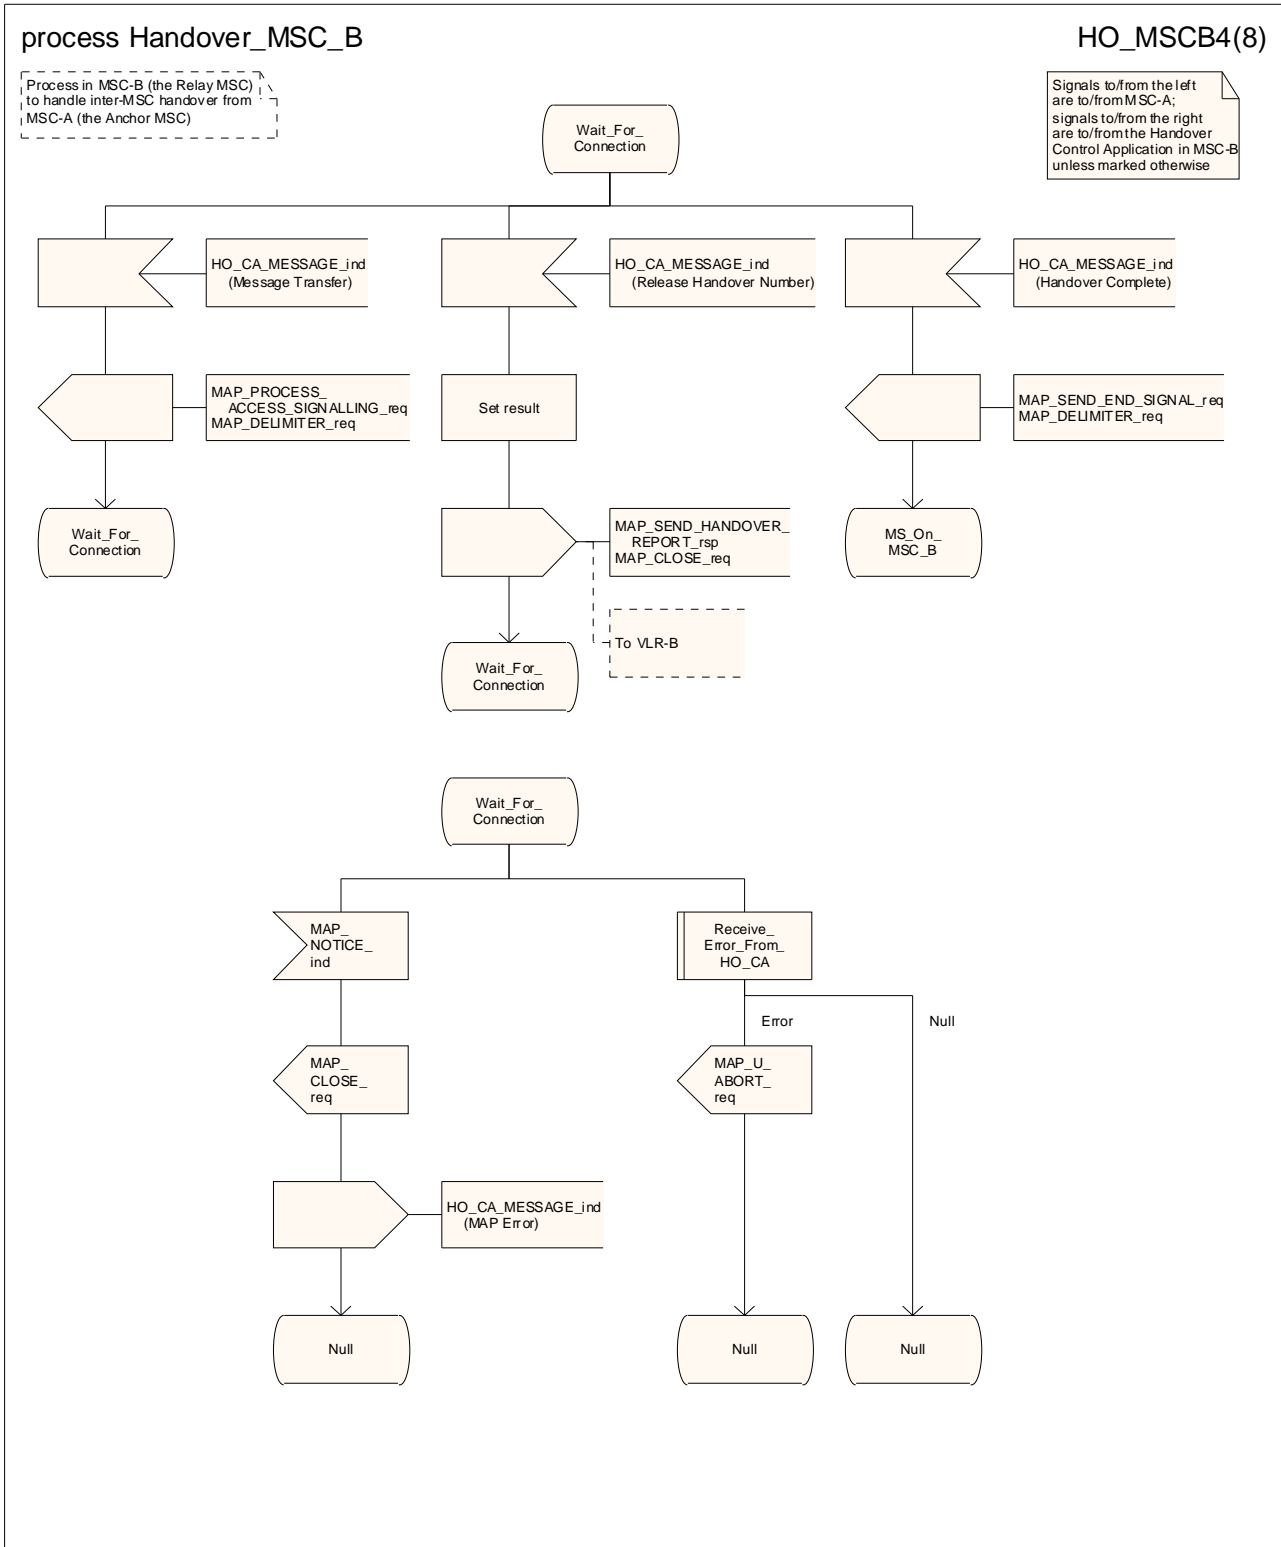 process Handover_MSC_B
HO_MSCB4(8)
Process in MSC-B (the Relay MSC)
to handle inter-MSC handover from
MSC-A (the Anchor MSC)
Signals to/from the left
are to/from MSC-A;
signals to/from the right
are to/from the Handover
Control Application in MSC-B
unless marked otherwise
Wait_For_
Connection
HO_CA_MESSAGE_ind
(Message Transfer)
HO_CA_MESSAGE_ind
(Release Handover Number)
HO_CA_MESSAGE_ind
(Handover Complete)
MAP_PROCESS_
ACCESS_SIGNALLING_req
MAP_DELIMITER_req
Set result
MAP_SEND_END_SIGNAL_req
MAP_DELIMITER_req
Wait_For_
Connection
MAP_SEND_HANDOVER_
REPORT_rsp
MAP_CLOSE_req
MS_On_
MSC_B
To VLR-B
Wait_For_
Connection
Wait_For_
Connection
MAP_
NOTICE_
ind
Receive_
Error_From_
HO_CA
Error
Null
MAP_
CLOSE_
req
MAP_U_
ABORT_
req
HO_CA_MESSAGE_ind
(MAP Error)
Null
Null
Null